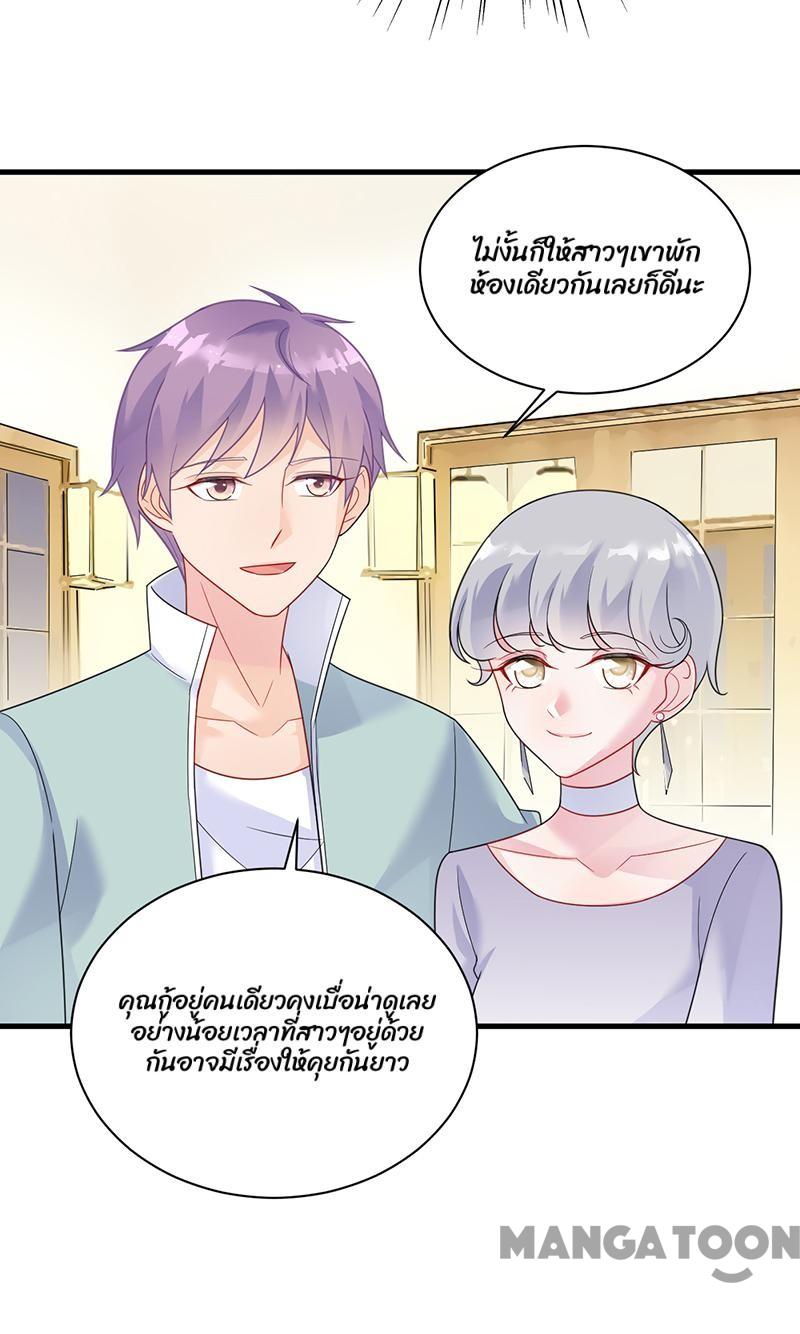 ไม่งั้นก็ให้สาวๆเขาพัก
ห้องเดียวกันเลยก็ดีนะ
คุณกู้อยู่คนเดียวคงเบื่อน่าดูเลย
อย่างน้อยเวลาที่สาวๆอยู่ด้วย
กันอาจมีเรื่องให้คุยกันยาว
MANGATOON